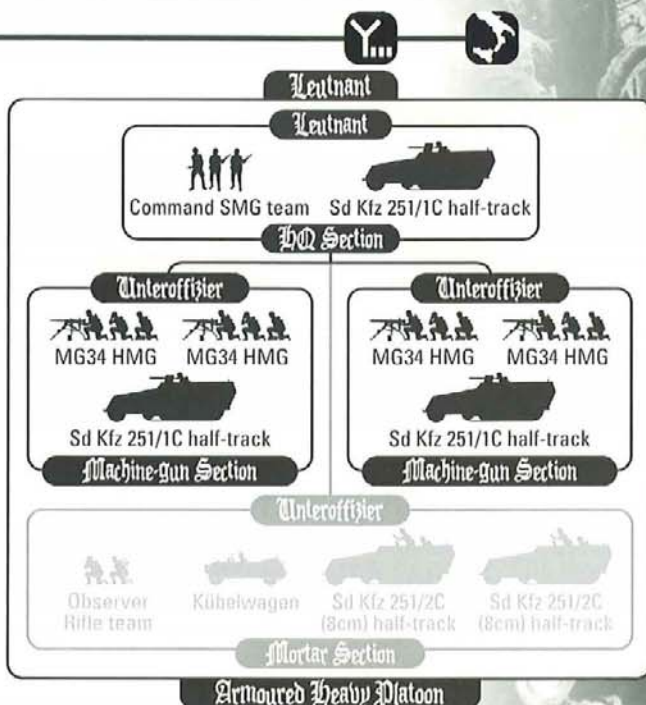 Leutnant
Leutnant
Command SMG team Sd Kfz 251/1C half-track
HQ Section
Unteroffizier Unteroffizier
MG34 HMG MG34 HMG MG34 HMG MG34 HMG
Sd Kfz 251/1C half-track Sd Kfz 251/1C half-track
Machine-gun Section Machine-gun Section
Unteroffizier
Observer Kübelwagen Sd Kfz 251/2C Sd Kfz 251/2C
Rifle team (8cm) half-track (8cm) half-track
Mortar Section
Armoured Heavy Platoon